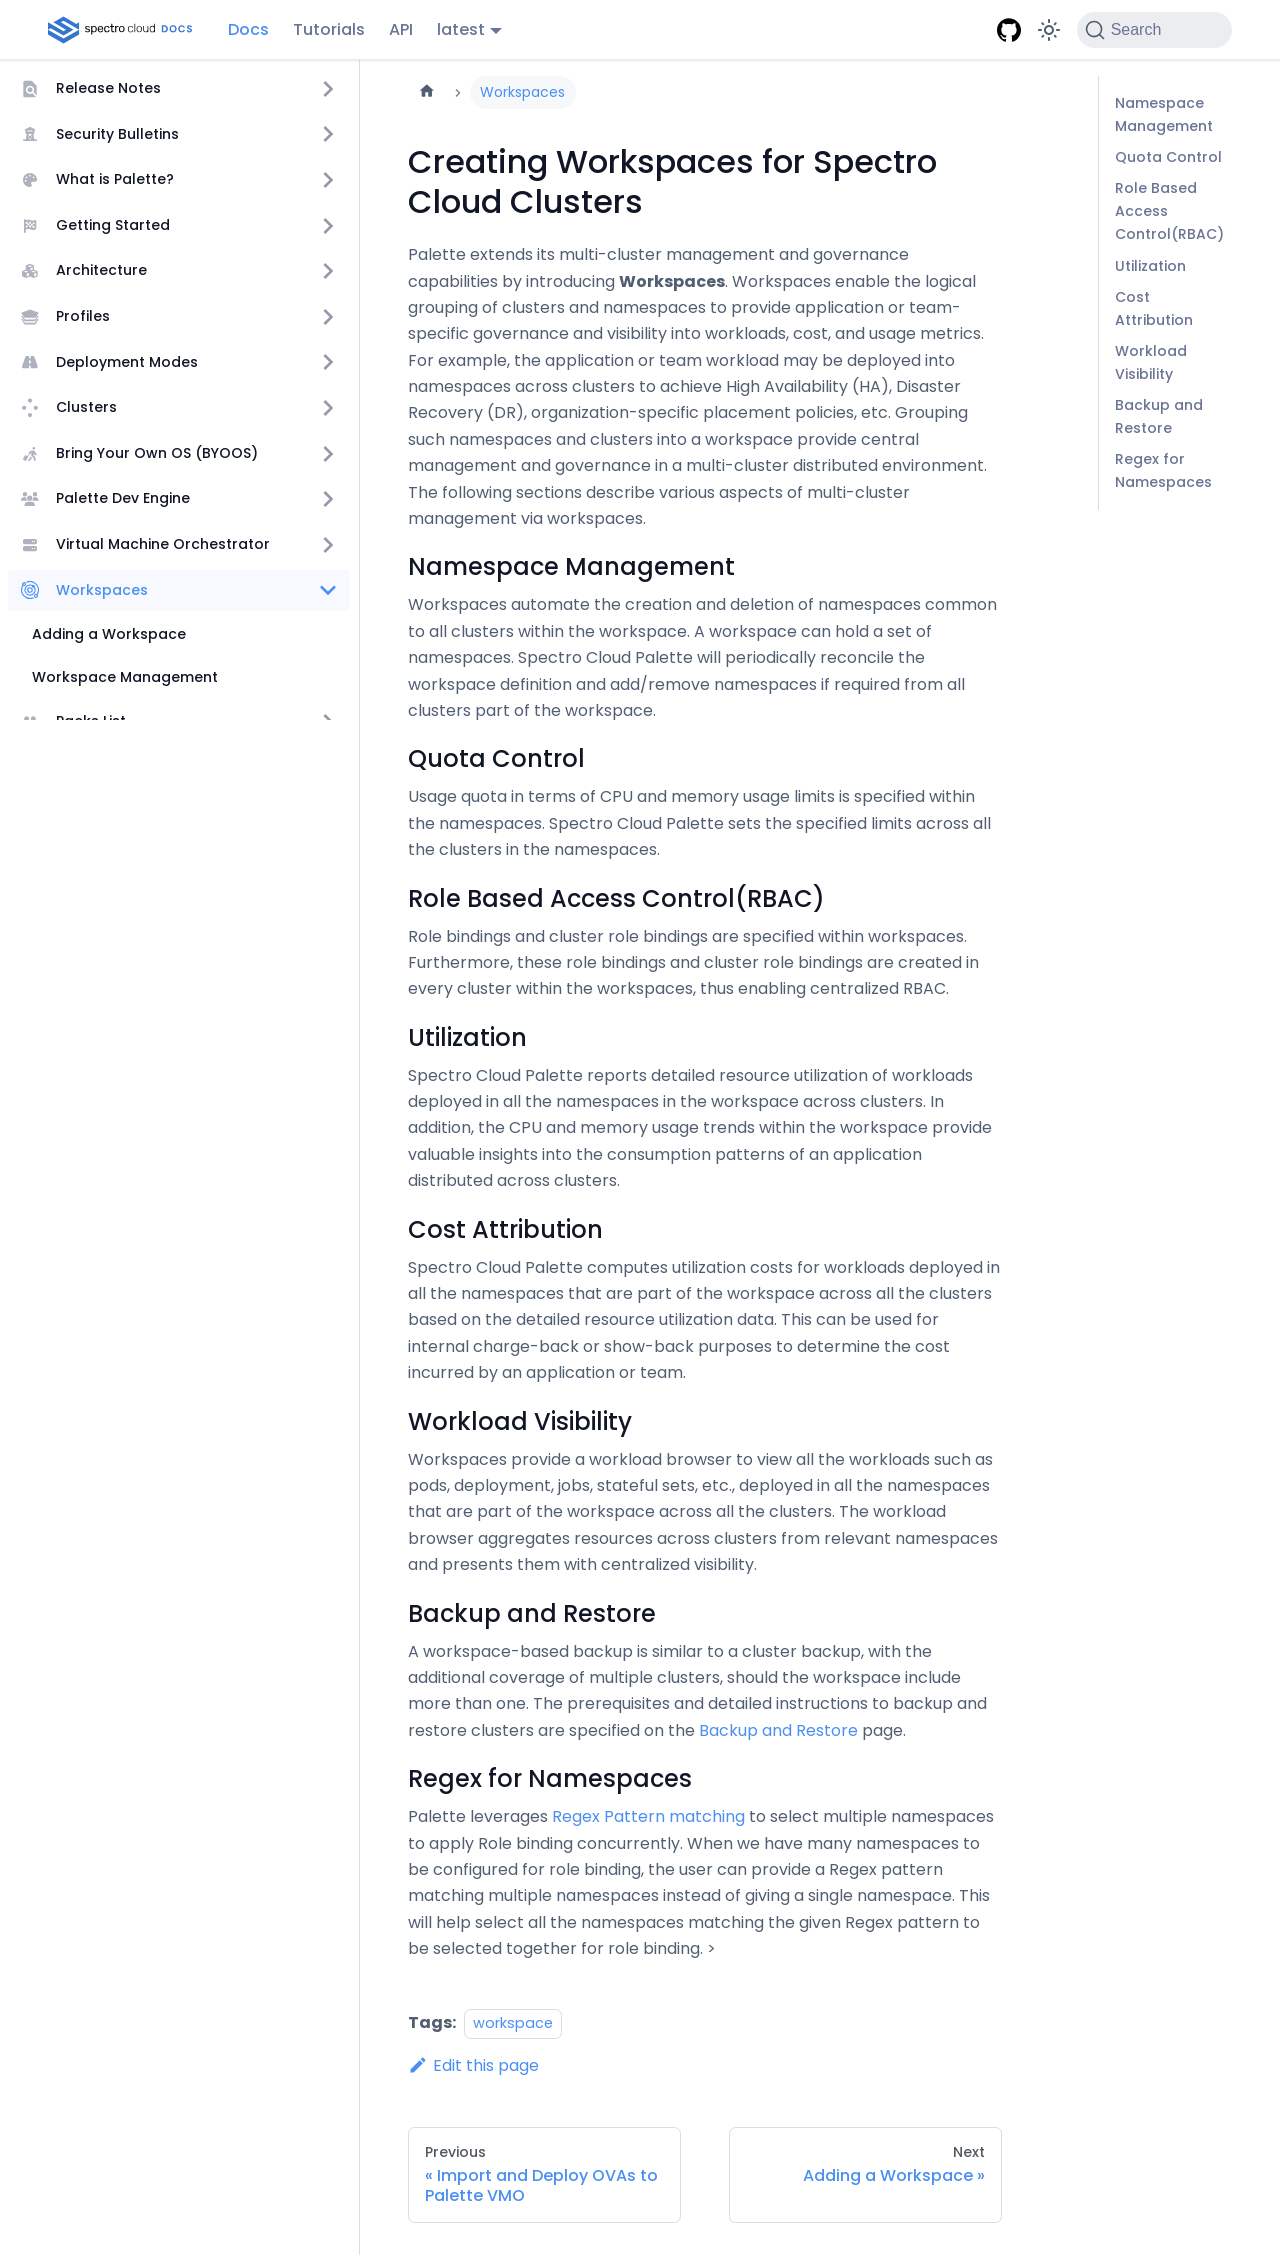 spectro cloud DOCS
Docs
Tutorials
API
latest
Search
Release Notes
Security Bulletins
What is Palette?
Getting Started
Architecture
Profiles
Deployment Modes
Clusters
Bring Your Own OS (BYOOS)
Palette Dev Engine
Virtual Machine Orchestrator
Workspaces
Adding a Workspace
Workspace Management
Packs List
Workspaces
Creating Workspaces for Spectro
Cloud Clusters
Palette extends its multi-cluster management and governance
capabilities by introducing Workspaces. Workspaces enable the logical
grouping of clusters and namespaces to provide application or team-
specific governance and visibility into workloads, cost, and usage metrics.
For example, the application or team workload may be deployed into
namespaces across clusters to achieve High Availability (HA), Disaster
Recovery (DR), organization-specific placement policies, etc. Grouping
such namespaces and clusters into a workspace provide central
management and governance in a multi-cluster distributed environment.
The following sections describe various aspects of multi-cluster
management via workspaces.
Namespace Management
Workspaces automate the creation and deletion of namespaces common
to all clusters within the workspace. A workspace can hold a set of
namespaces. Spectro Cloud Palette will periodically reconcile the
workspace definition and add/remove namespaces if required from all
clusters part of the workspace.
Quota Control
Usage quota in terms of CPU and memory usage limits is specified within
the namespaces. Spectro Cloud Palette sets the specified limits across all
the clusters in the namespaces.
Role Based Access Control(RBAC)
Role bindings and cluster role bindings are specified within workspaces.
Furthermore, these role bindings and cluster role bindings are created in
every cluster within the workspaces, thus enabling centralized RBAC.
Utilization
Spectro Cloud Palette reports detailed resource utilization of workloads
deployed in all the namespaces in the workspace across clusters. In
addition, the CPU and memory usage trends within the workspace provide
valuable insights into the consumption patterns of an application
distributed across clusters.
Cost Attribution
Spectro Cloud Palette computes utilization costs for workloads deployed in
all the namespaces that are part of the workspace across all the clusters
based on the detailed resource utilization data. This can be used for
internal charge-back or show-back purposes to determine the cost
incurred by an application or team.
Workload Visibility
Workspaces provide a workload browser to view all the workloads such as
pods, deployment, jobs, stateful sets, etc., deployed in all the namespaces
that are part of the workspace across all the clusters. The workload
browser aggregates resources across clusters from relevant namespaces
and presents them with centralized visibility.
Backup and Restore
A workspace-based backup is similar to a cluster backup, with the
additional coverage of multiple clusters, should the workspace include
more than one. The prerequisites and detailed instructions to backup and
restore clusters are specified on the Backup and Restore page.
Regex for Namespaces
Palette leverages Regex Pattern matching to select multiple namespaces
to apply Role binding concurrently. When we have many namespaces to
be configured for role binding, the user can provide a Regex pattern
matching multiple namespaces instead of giving a single namespace. This
will help select all the namespaces matching the given Regex pattern to
be selected together for role binding. >
Tags: workspace
Edit this page
Previous
« Import and Deploy OVAs to
Palette VMO
Next
Adding a Workspace »
Namespace
Management
Quota Control
Role Based
Access
Control(RBAC)
Utilization
Cost
Attribution
Workload
Visibility
Backup and
Restore
Regex for
Namespaces